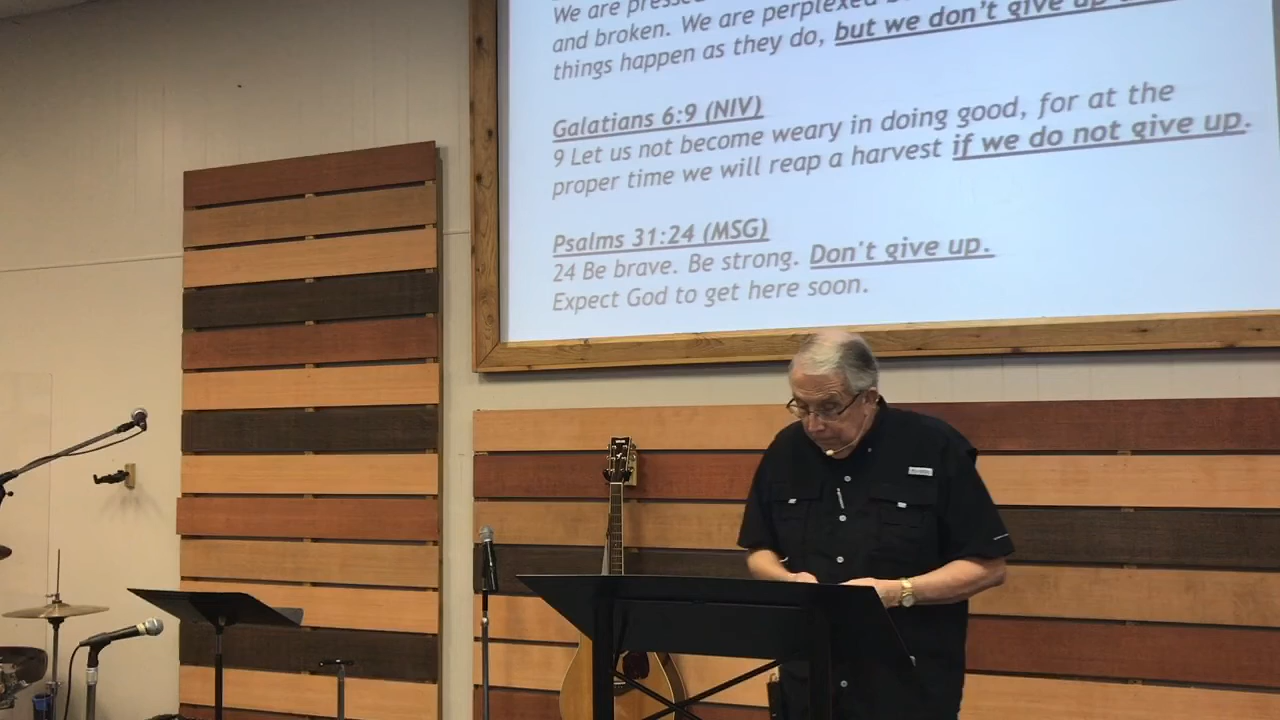 We are pressed
and broken. We are perplexed
things happen as they do, but we don't give up
Galatians 6:9 (NIV)
9 Let us not become weary in doing good, for at the
proper time we will reap a harvest if we do not give up.
Psalms 31:24 (MSG)
24 Be brave. Be strong. Don't give up.
Expect God to get here soon.